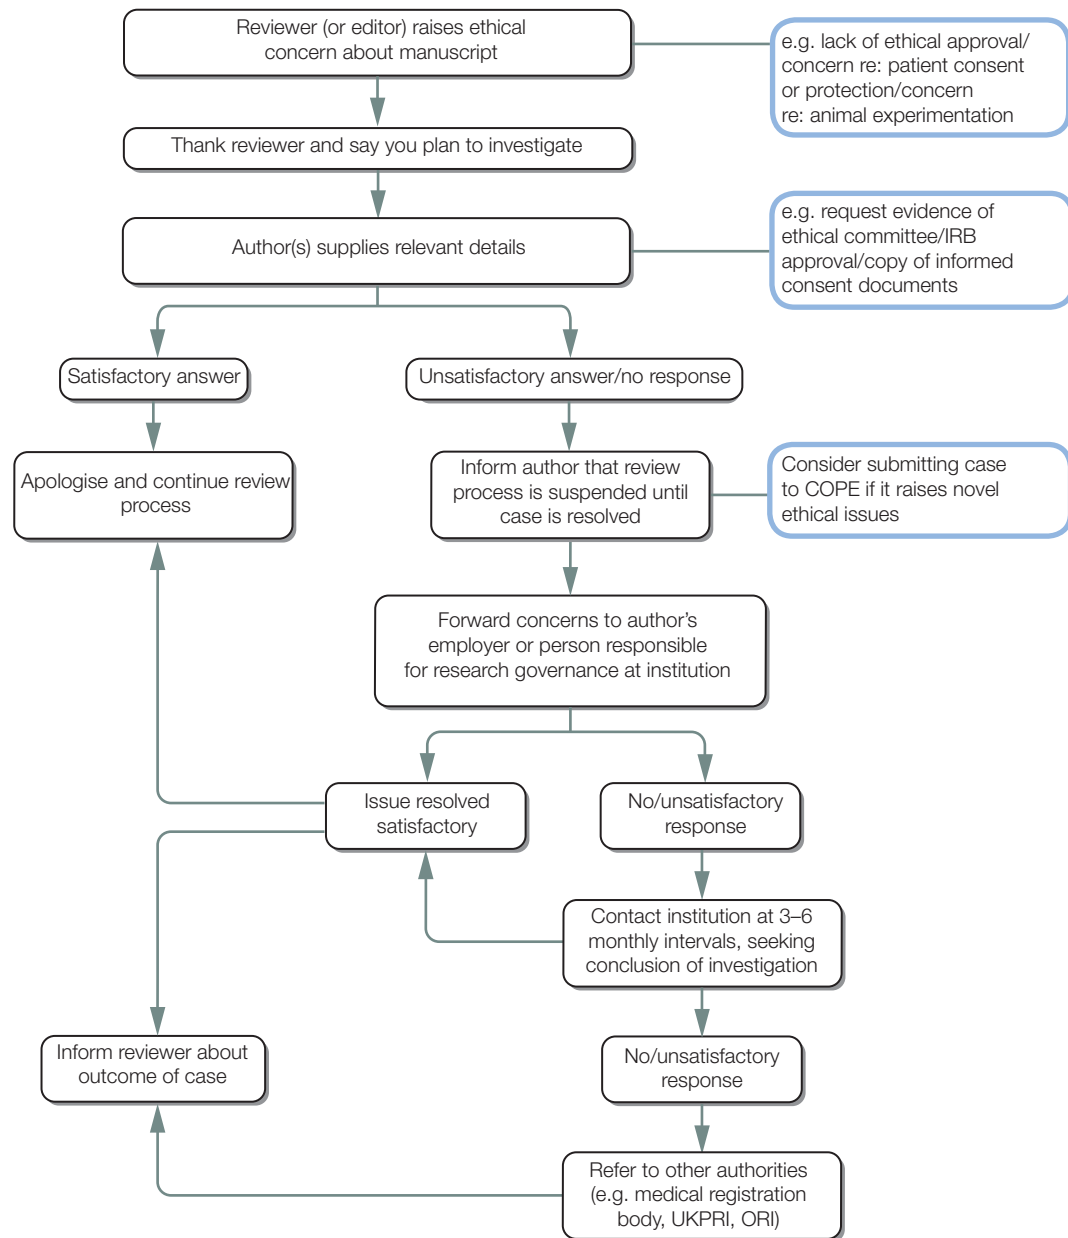 Reviewer (or editor) raises ethical
concern about manuscript
e.g. lack of ethical approval/
concern re: patient consent
or protection/concern
re: animal experimentation
Thank reviewer and say you plan to investigate
Author(s) supplies relevant details
e.g. request evidence of
ethical committee/IRB
approval/copy of informed
consent documents
Satisfactory answer
Unsatisfactory answer/no response
Apologise and continue review
process
Inform author that review
process is suspended until
case is resolved
Consider submitting case
to COPE if it raises novel
ethical issues
Forward concerns to author’s
employer or person responsible
for research governance at institution
Issue resolved
satisfactory
No/unsatisfactory
response
Contact institution at 3–6
monthly intervals, seeking
conclusion of investigation
Inform reviewer about
outcome of case
No/unsatisfactory
response
Refer to other authorities
(e.g. medical registration
body, UKPRI, ORI)